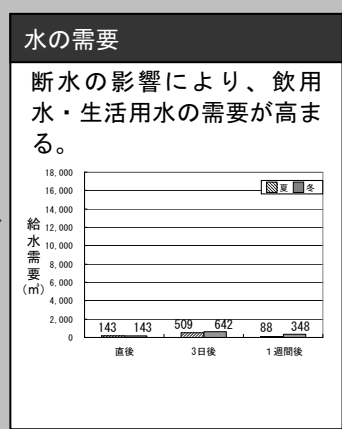 水の需要
断水の影響により、飲用
水・生活用水の需要が高ま
る。
18,000
16,000
14,000
12,000
10,000
8,000
6,000
4,000
2,000
0
給水需要
(㎥)
夏 冬
143 143 509 642 88 348
直後 3日後 1週間後